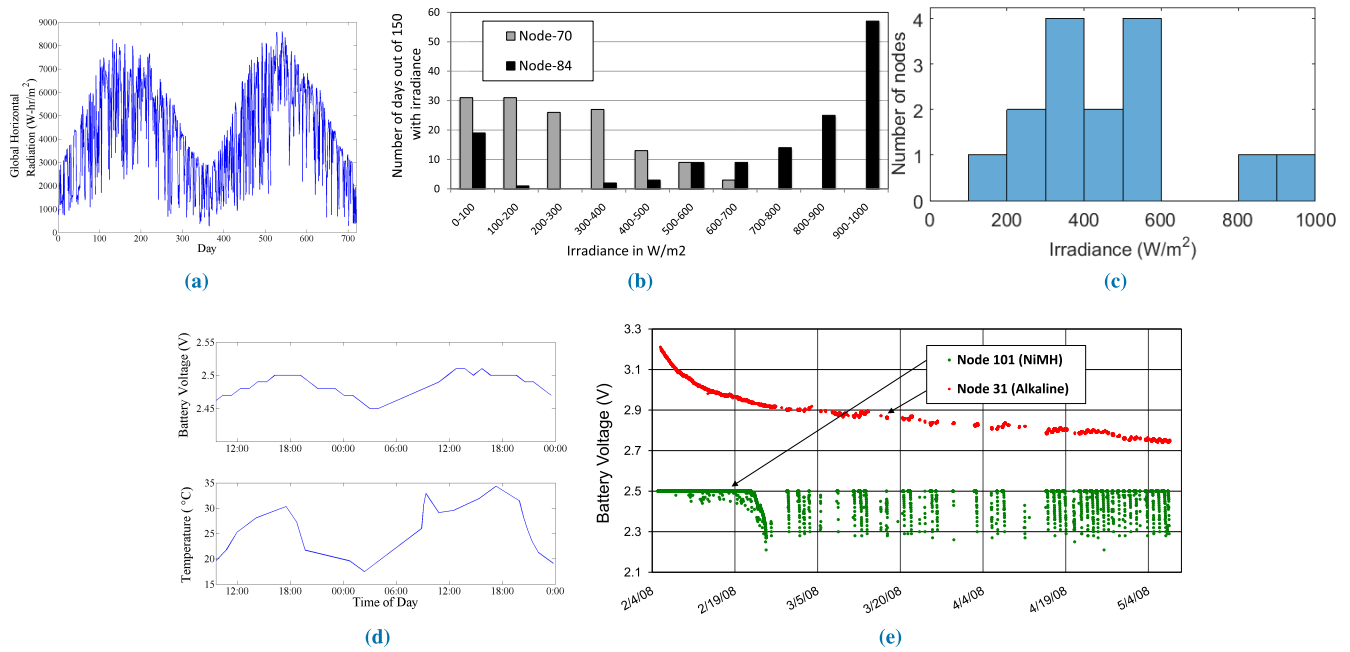 9000
8000
7000
6000
5000
4000
3000
2000
1000
0
Global Horizontal
Radiation (W-hr/m²)
0 100 200 300 400 500 600 700
Day
(a)
60
50
40
30
20
10
0
Number of days out of 150
with irradiance
Node-70
Node-84
0-100 100-200 200-300 300-400 400-500 500-600 600-700 700-800 800-900 900-1000
Irradiance in W/m2
(b)
4
3
2
1
0
Number of nodes
0 200 400 600 800 1000
Irradiance (W/m²)
(c)
2.55
2.5
2.45
Battery Voltage (V)
12:00 18:00 00:00 06:00 12:00 18:00 00:00
35
30
25
20
15
Temperature ( °C)
12:00 18:00 00:00 06:00 12:00 18:00 00:00
Time of Day
(d)
3.3
3.1
2.9
2.7
2.5
2.3
2.1
Battery Voltage (V)
Node 101 (NiMH)
Node 31 (Alkaline)
2/4/08 2/19/08 3/5/08 3/20/08 4/4/08 4/19/08 5/4/08
(e)